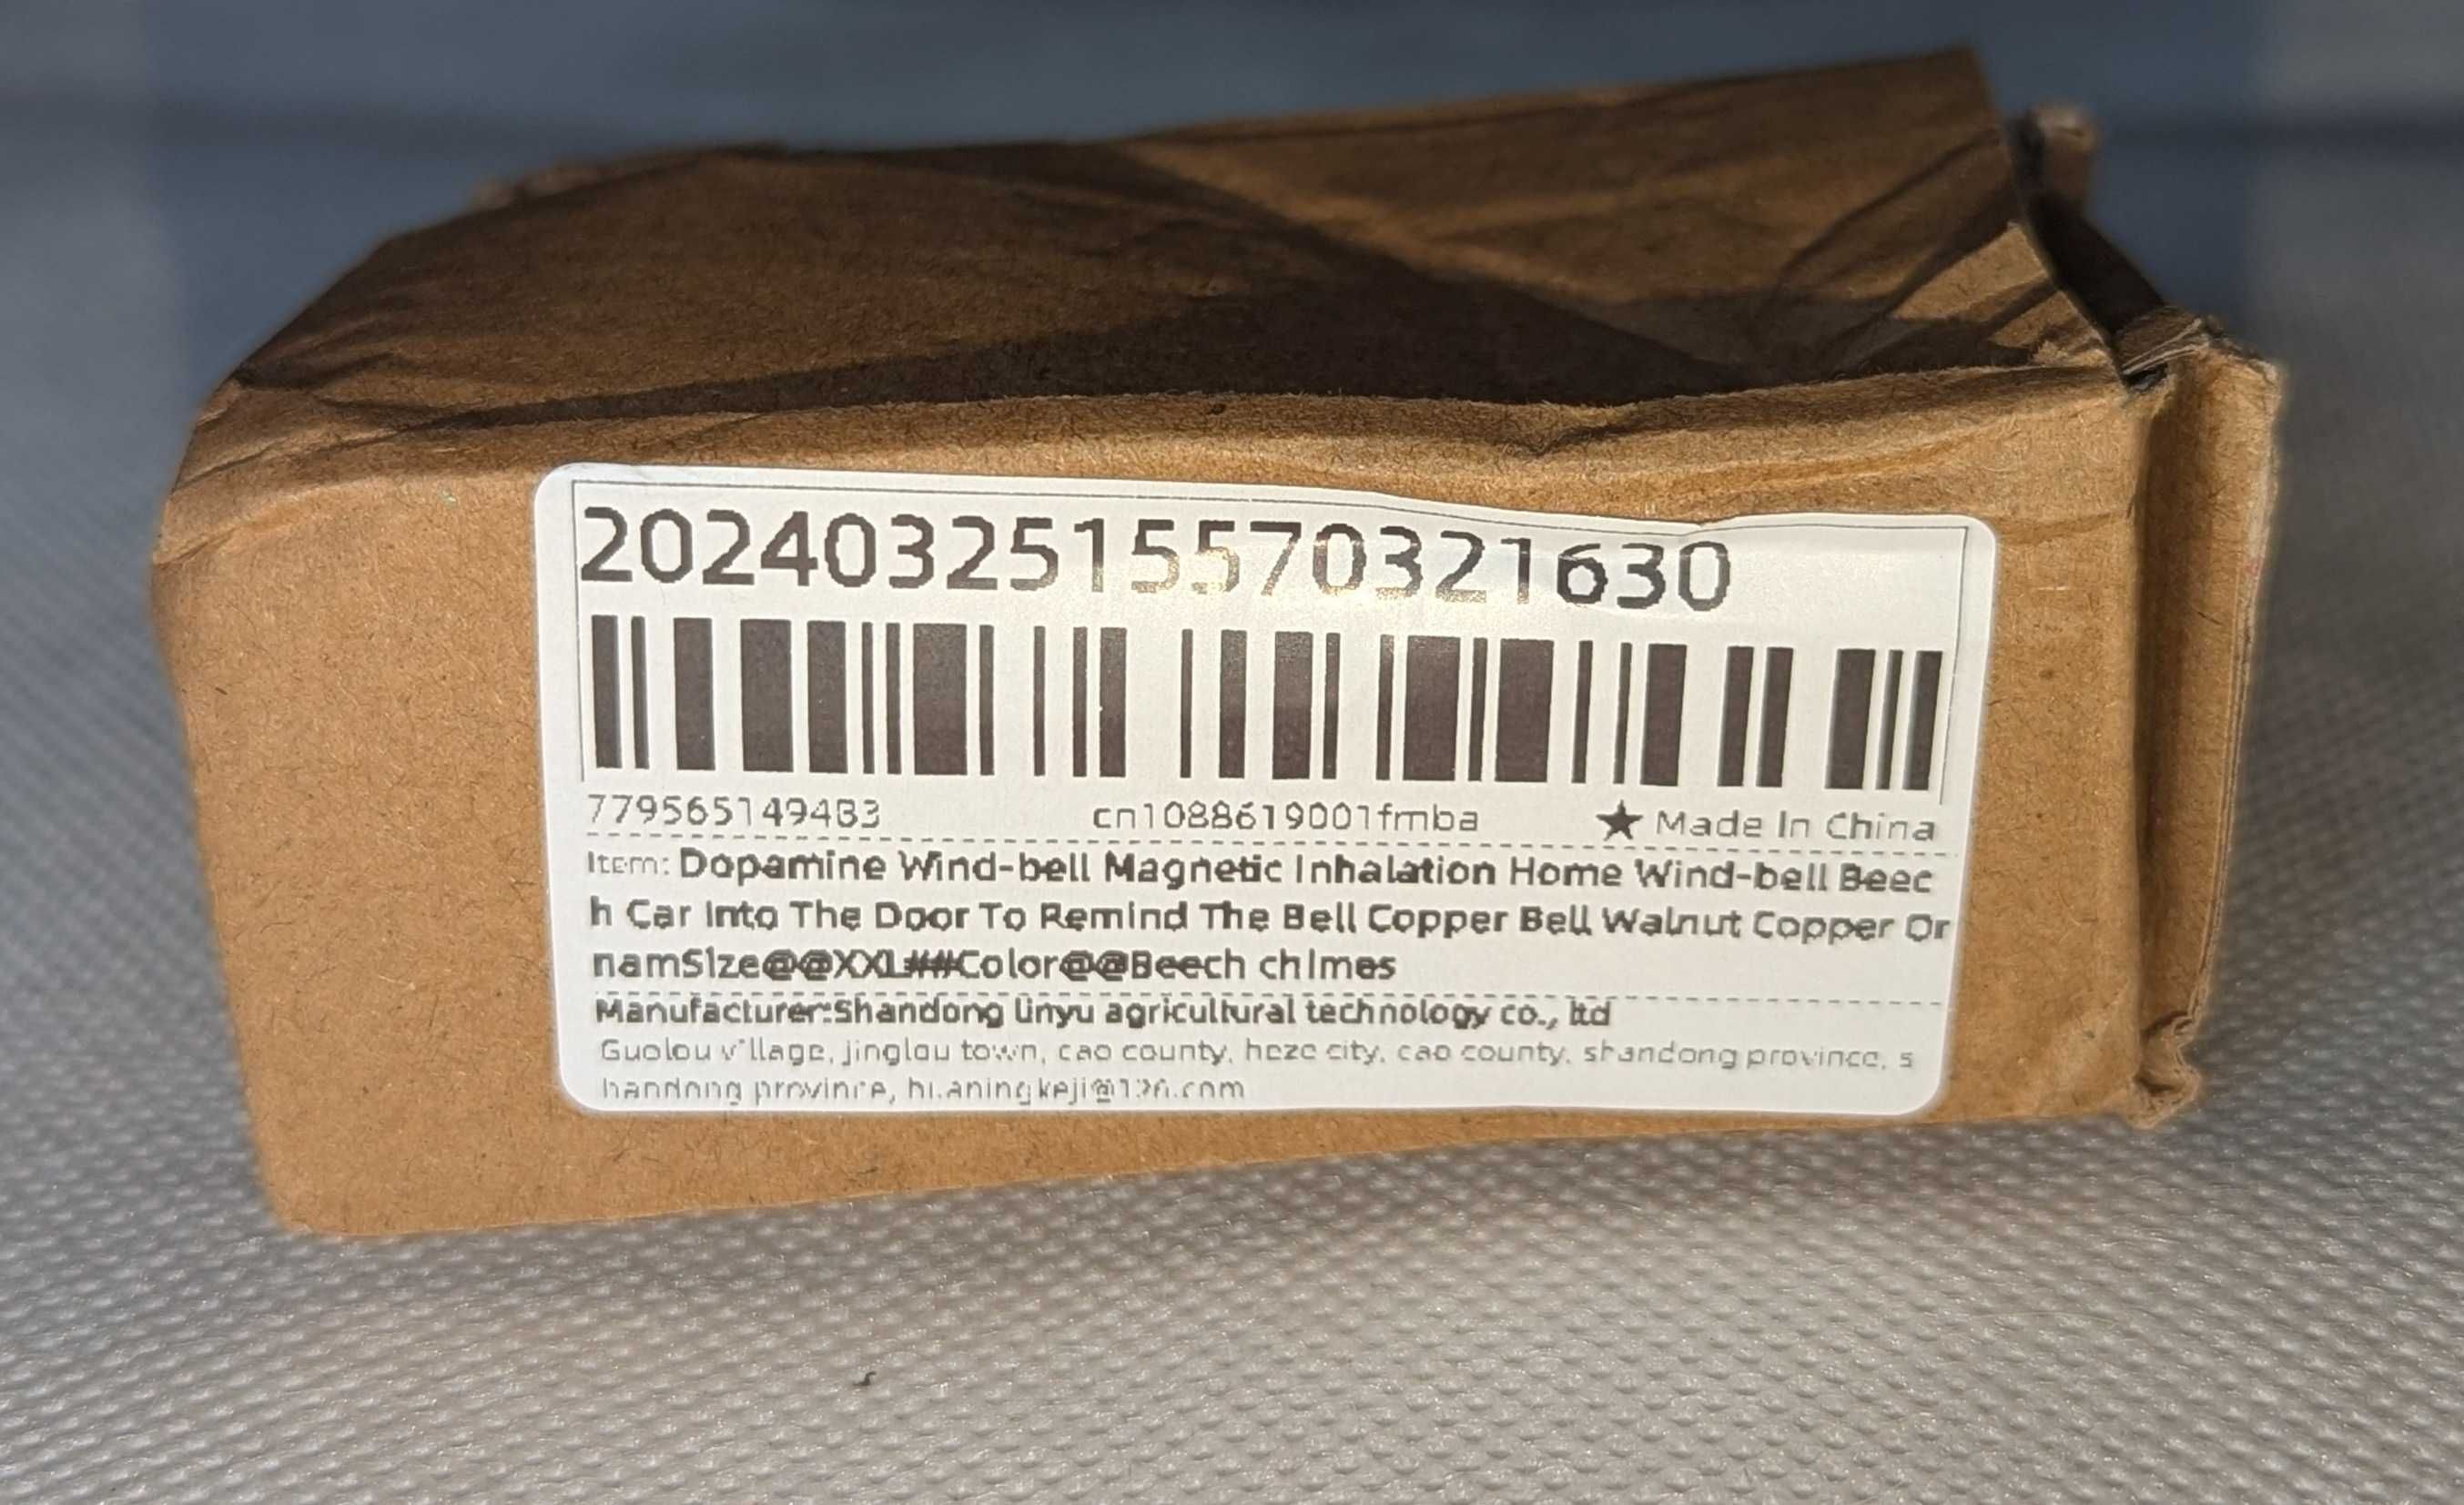 2024032515570321630
779565149483 cn1088619001fmba ★ Made In China
Item: Dopamine Wind-bell Magnetic Inhalation Home Wind-bell Beec
h Car Into The Door To Remind The Bell Copper Bell Walnut Copper Or
namSize@@XXL##Color@@Beech chimes
Manufacturer:Shandong linyu agricultural technology co., ltd
Guolou village, jinglou town, cao county, heze city, cao county, shandong province, s
handong province,